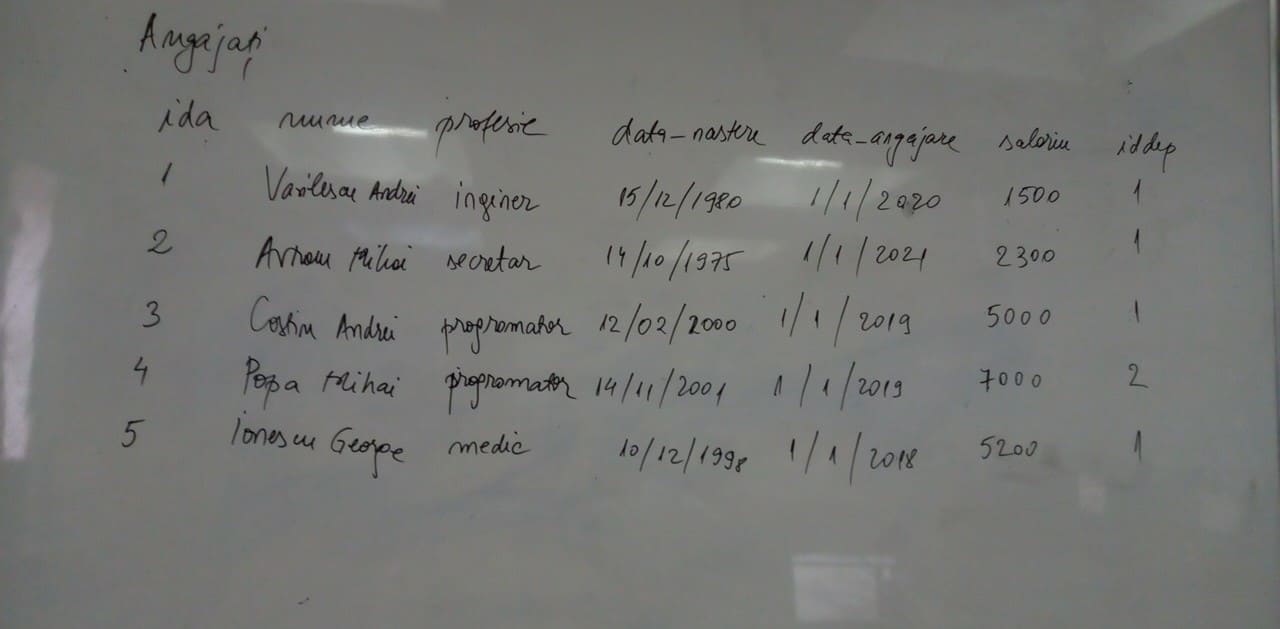 Angajați
ida nume profesie data_nastere data_angajare salariu iddep
1 Vasilescu Andrei inginer 15/12/1980 1/1/2020 1500 1
2 Avram Mihai secretar 14/10/1975 1/1/2021 2300 1
3 Costin Andrei programator 12/02/2000 1/1/2019 5000 1
4 Popa Mihai programator 14/11/2001 1/1/2019 7000 2
5 Ionescu George medic 10/12/1998 1/1/2018 5200 1